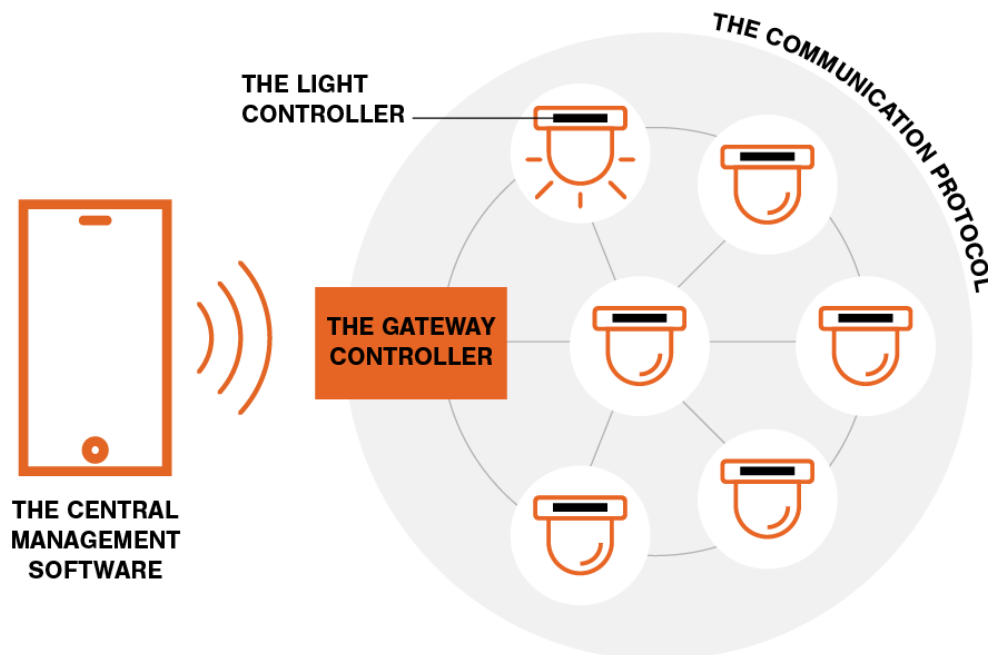 THE COMMUNICATION PROTOCOL
THE LIGHT
CONTROLLER
THE GATEWAY
CONTROLLER
THE CENTRAL
MANAGEMENT
SOFTWARE